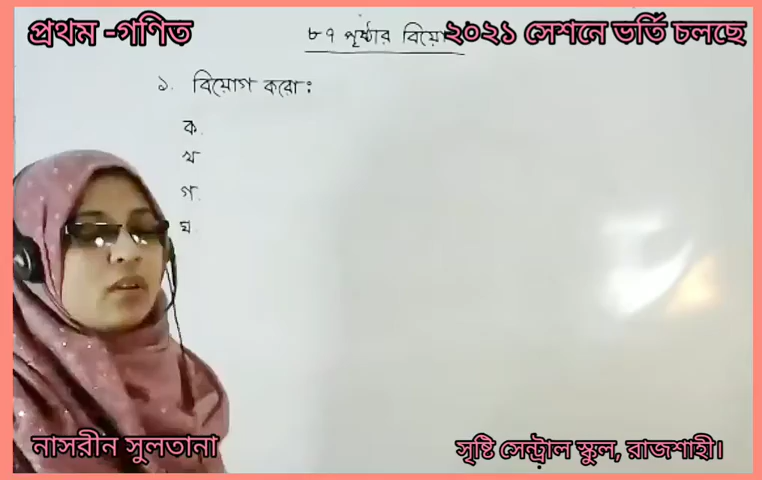 প্রথম -গণিত
৮৭ পৃষ্ঠার বিয়ো
২০২১ সেশনে ভর্তি চলছে
১. বিয়োগ করো:
ক.
খ
গ.
ঘ.
নাসরীন সুলতানা
সৃষ্টি সেন্ট্রাল স্কুল, রাজশাহী।